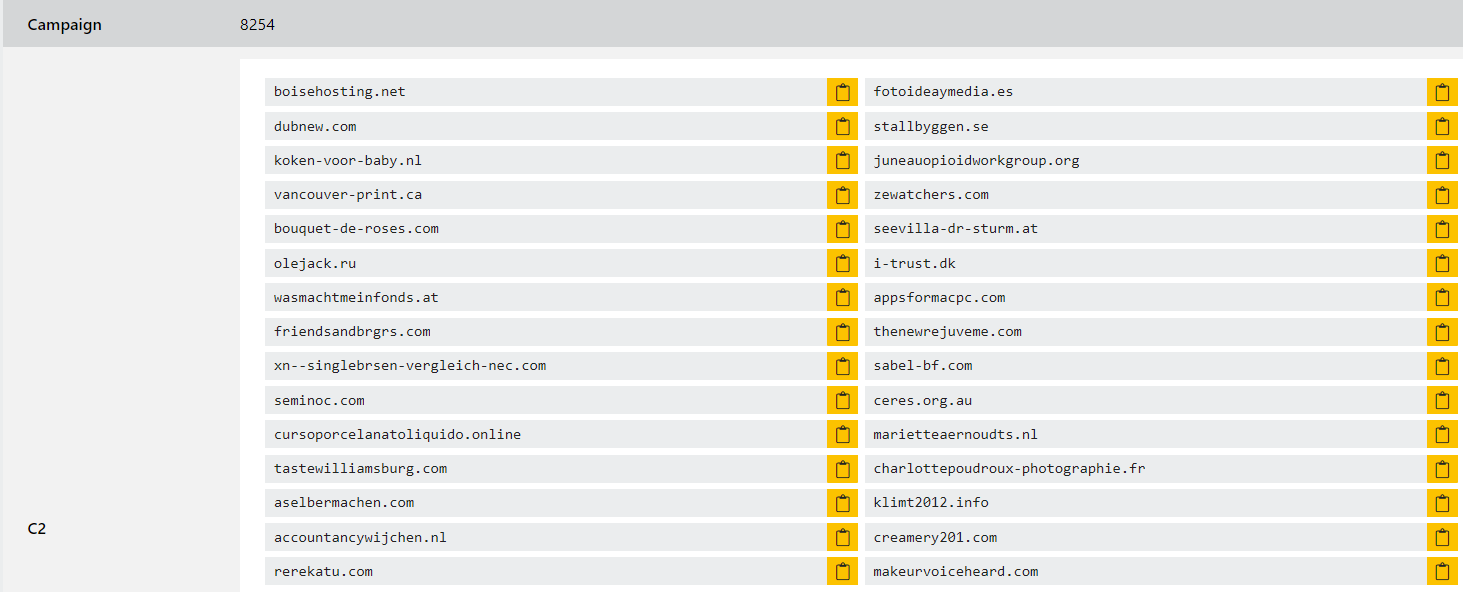 Campaign 8254
boisehosting.net fotoideaymedia.es
dubnew.com stallbyggen.se
koken-voor-baby.nl juneauopioidworkgroup.org
vancouver-print.ca zewatchers.com
bouquet-de-roses.com seevilla-dr-sturm.at
olejack.ru i-trust.dk
wasmachtmeinfonds.at appsformacpc.com
friendsandbrgrs.com thenewrejuveme.com
xn--singlebrsen-vergleich-nec.com sabel-bf.com
seminoc.com ceres.org.au
cursoporcelanatoliquido.online marietteaernoudts.nl
tastewilliamsburg.com charlottepoudroux-photographie.fr
aselbermachen.com klimt2012.info
C2
accountancywijchen.nl creamery201.com
rerekatu.com makeurvoiceheard.com